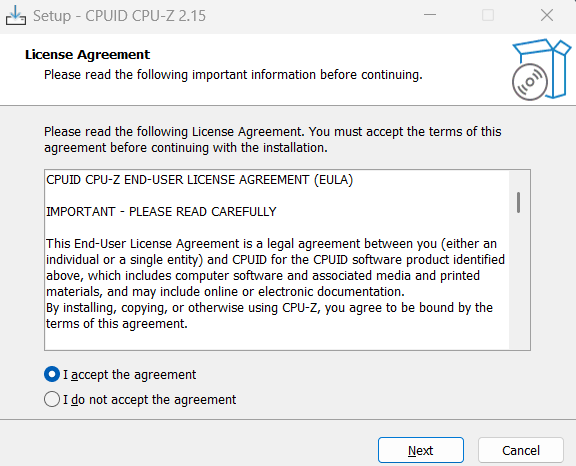 Setup - CPUID CPU-Z 2.15
License Agreement
Please read the following important information before continuing.
Please read the following License Agreement. You must accept the terms of this
agreement before continuing with the installation.
CPUID CPU-Z END-USER LICENSE AGREEMENT (EULA)
IMPORTANT - PLEASE READ CAREFULLY
This End-User License Agreement is a legal agreement between you (either an
individual or a single entity) and CPUID for the CPUID software product identified
above, which includes computer software and associated media and printed
materials, and may include online or electronic documentation.
By installing, copying, or otherwise using CPU-Z, you agree to be bound by the
terms of this agreement.
I accept the agreement
I do not accept the agreement
Next
Cancel